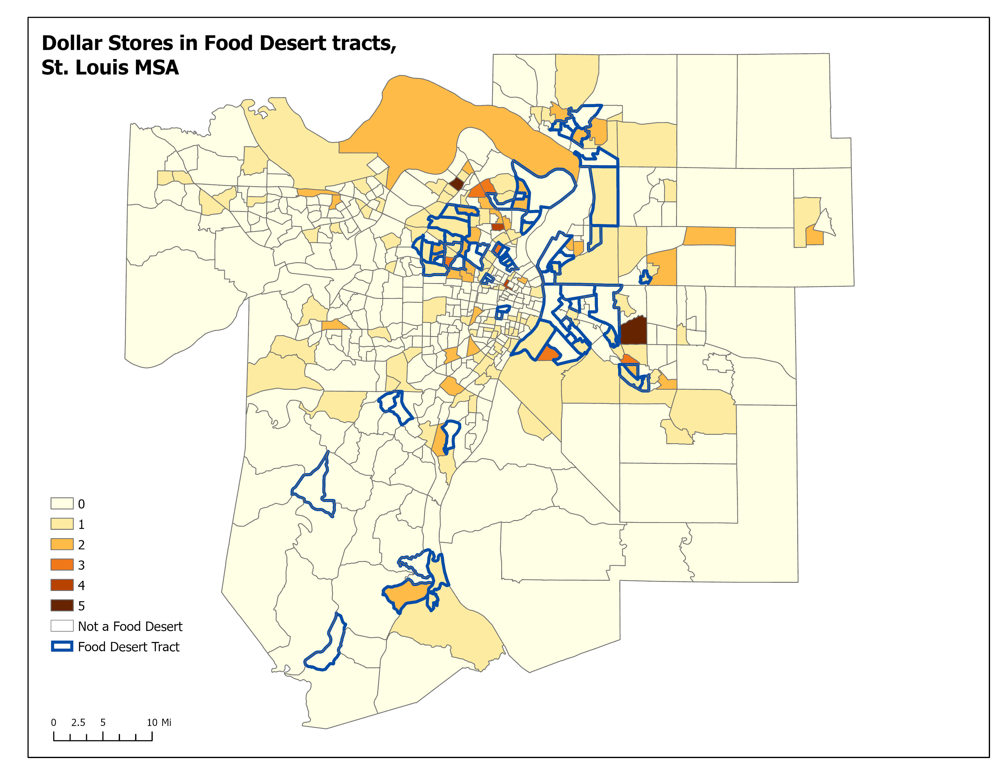 Dollar Stores in Food Desert tracts,
St. Louis MSA
0
1
2
3
4
5
Not a Food Desert
Food Desert Tract
0 2.5 5 10 Mi